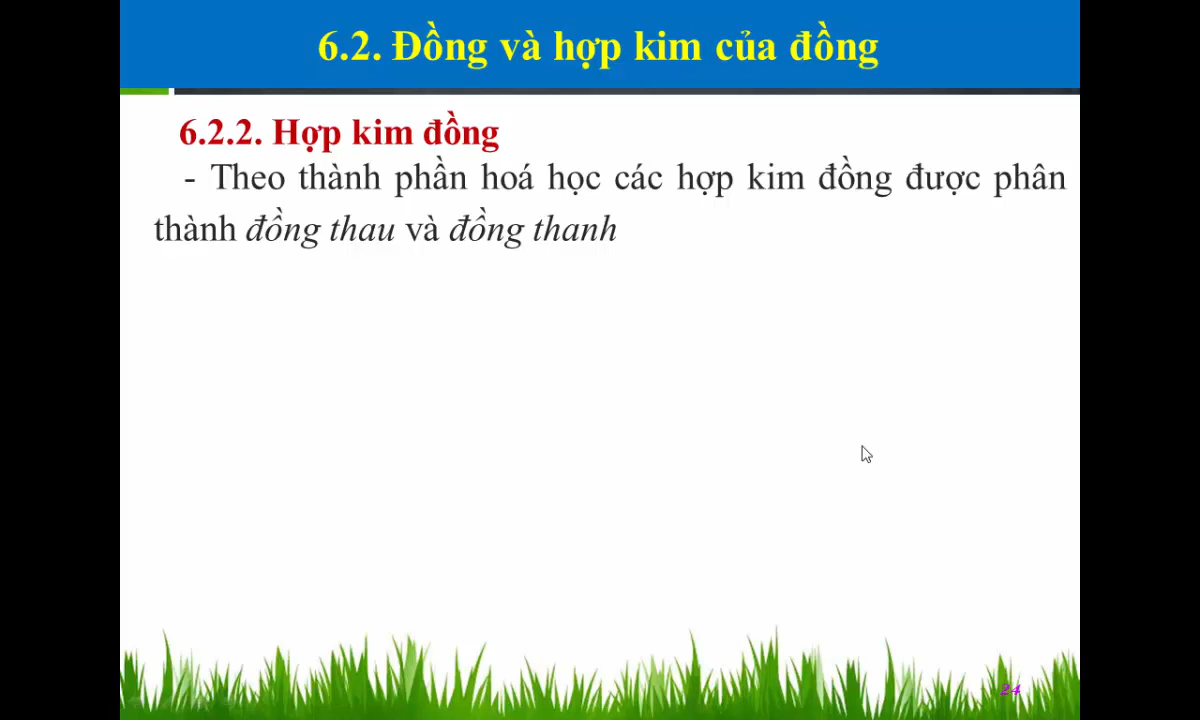 6.2. Đồng và hợp kim của đồng
6.2.2. Hợp kim đồng
- Theo thành phần hoá học các hợp kim đồng được phân
thành đồng thau và đồng thanh
24